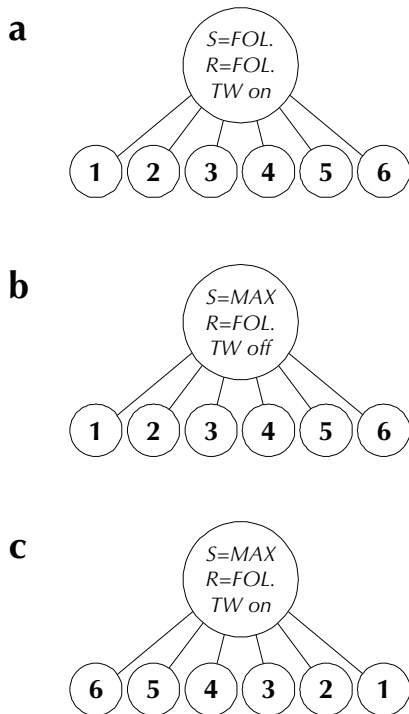 a
S=FOL.
R=FOL.
TW on
1 2 3 4 5 6
b
S=MAX
R=FOL.
TW off
1 2 3 4 5 6
c
S=MAX
R=FOL.
TW on
6 5 4 3 2 1